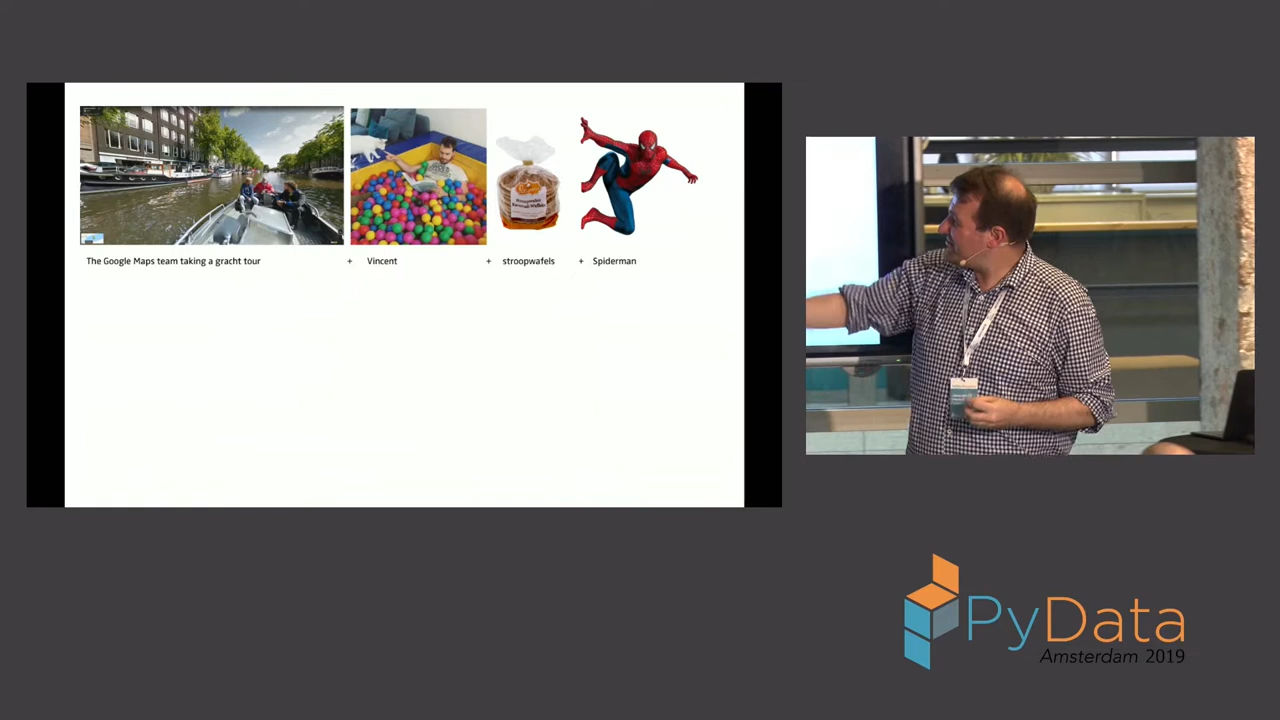 The Google Maps team taking a gracht tour + Vincent + stroopwafels + Spiderman
PyData
Amsterdam 2019